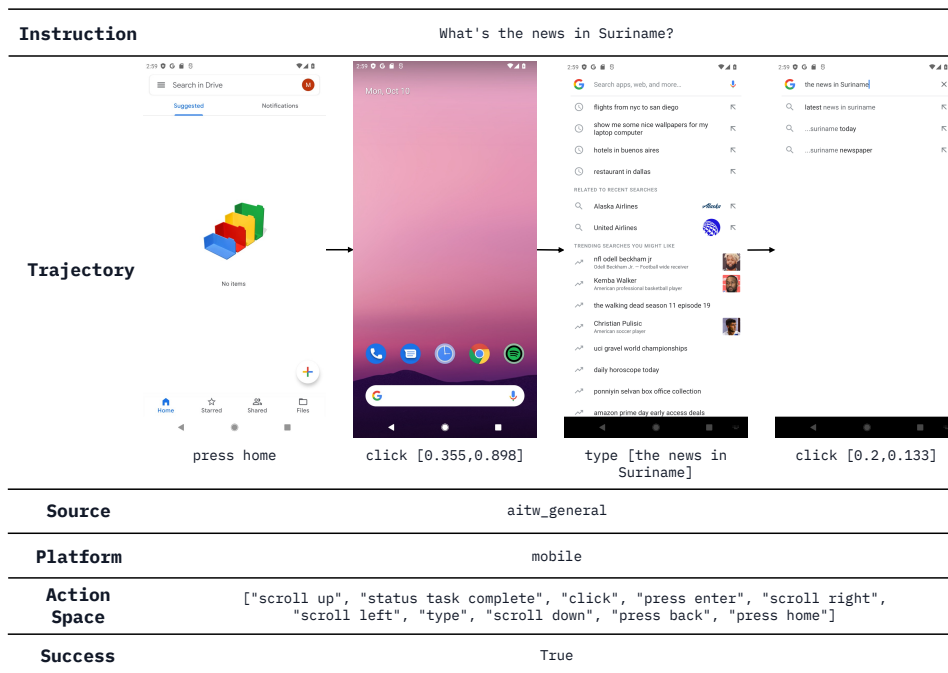 Instruction
What's the news in Suriname?
Trajectory
2:59
Search in Drive
M
Suggested
Notifications
No items
Home
Starred
Shared
Files
press home
2:59
Mon, Oct 10
click [0.355,0.898]
2:59
Search apps, web, and more...
flights from nyc to san diego
show me some nice wallpapers for my
laptop computer
hotels in buenos aires
restaurant in dallas
RELATED TO RECENT SEARCHES
Alaska Airlines
Alaska
United Airlines
TRENDING SEARCHES YOU MIGHT LIKE
nfl odell beckham jr
Odell Beckham Jr. – Football wide receiver
Kemba Walker
American professional basketball player
the walking dead season 11 episode 19
Christian Pulisic
American soccer player
uci gravel world championships
daily horoscope today
ponniyin selvan box office collection
amazon prime day early access deals
type [the news in
Suriname]
2:59
the news in Suriname
latest news in suriname
...suriname today
...suriname newspaper
click [0.2,0.133]
Source
aitw_general
Platform
mobile
Action
Space
["scroll up", "status task complete", "click", "press enter", "scroll right",
"scroll left", "type", "scroll down", "press back", "press home"]
Success
True